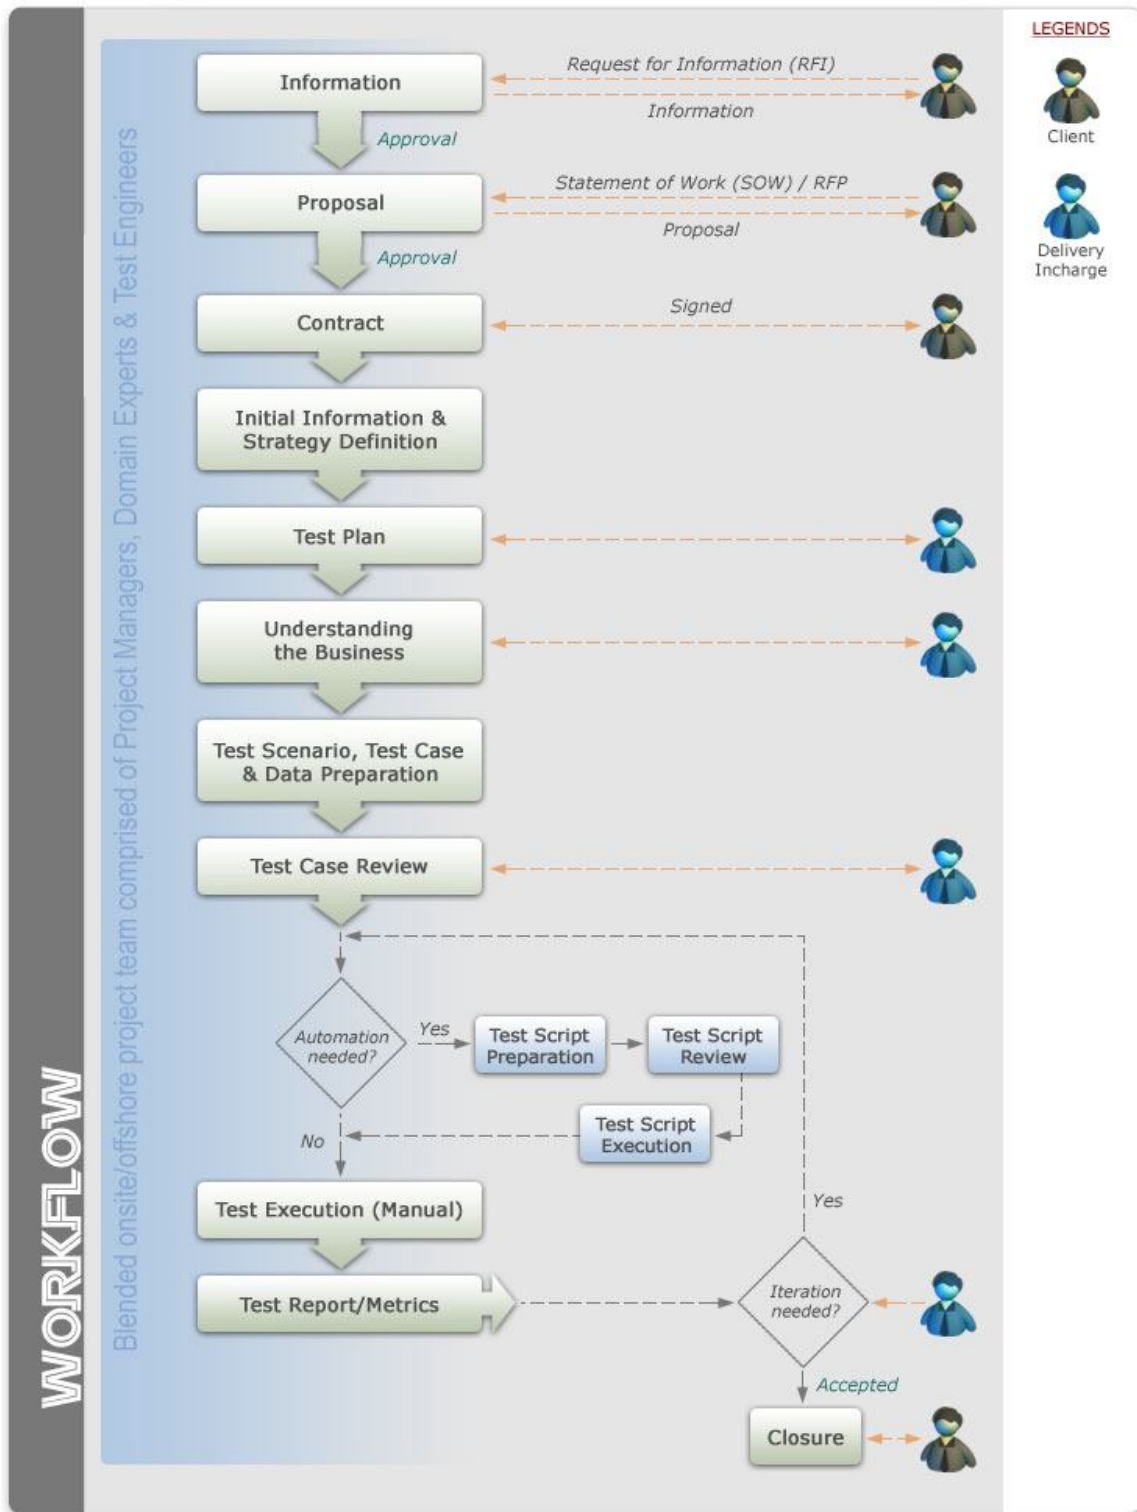 LEGENDS
Client
Delivery
Incharge
WORKFLOW
Blended onsite/offshore project team comprised of Project Managers, Domain Experts & Test Engineers
Information
Request for Information (RFI)
Information
Approval
Proposal
Statement of Work (SOW) / RFP
Proposal
Approval
Contract
Signed
Initial Information &
Strategy Definition
Test Plan
Understanding
the Business
Test Scenario, Test Case
& Data Preparation
Test Case Review
Automation
needed?
Yes
Test Script
Preparation
Test Script
Review
Test Script
Execution
No
Test Execution (Manual)
Test Report/Metrics
Iteration
needed?
Yes
Accepted
Closure